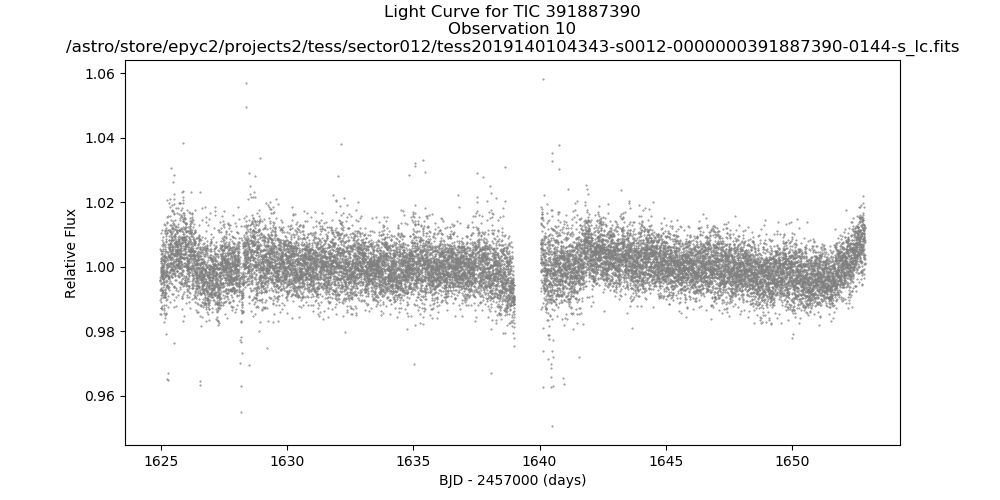 Light Curve for TIC 391887390
Observation 10
/astro/store/epyc2/projects2/tess/sector012/tess2019140104343-s0012-0000000391887390-0144-s_lc.fits
1.06
1.04
1.02
1.00
0.98
0.96
Relative Flux
1625
1630
1635
1640
1645
1650
BJD - 2457000 (days)